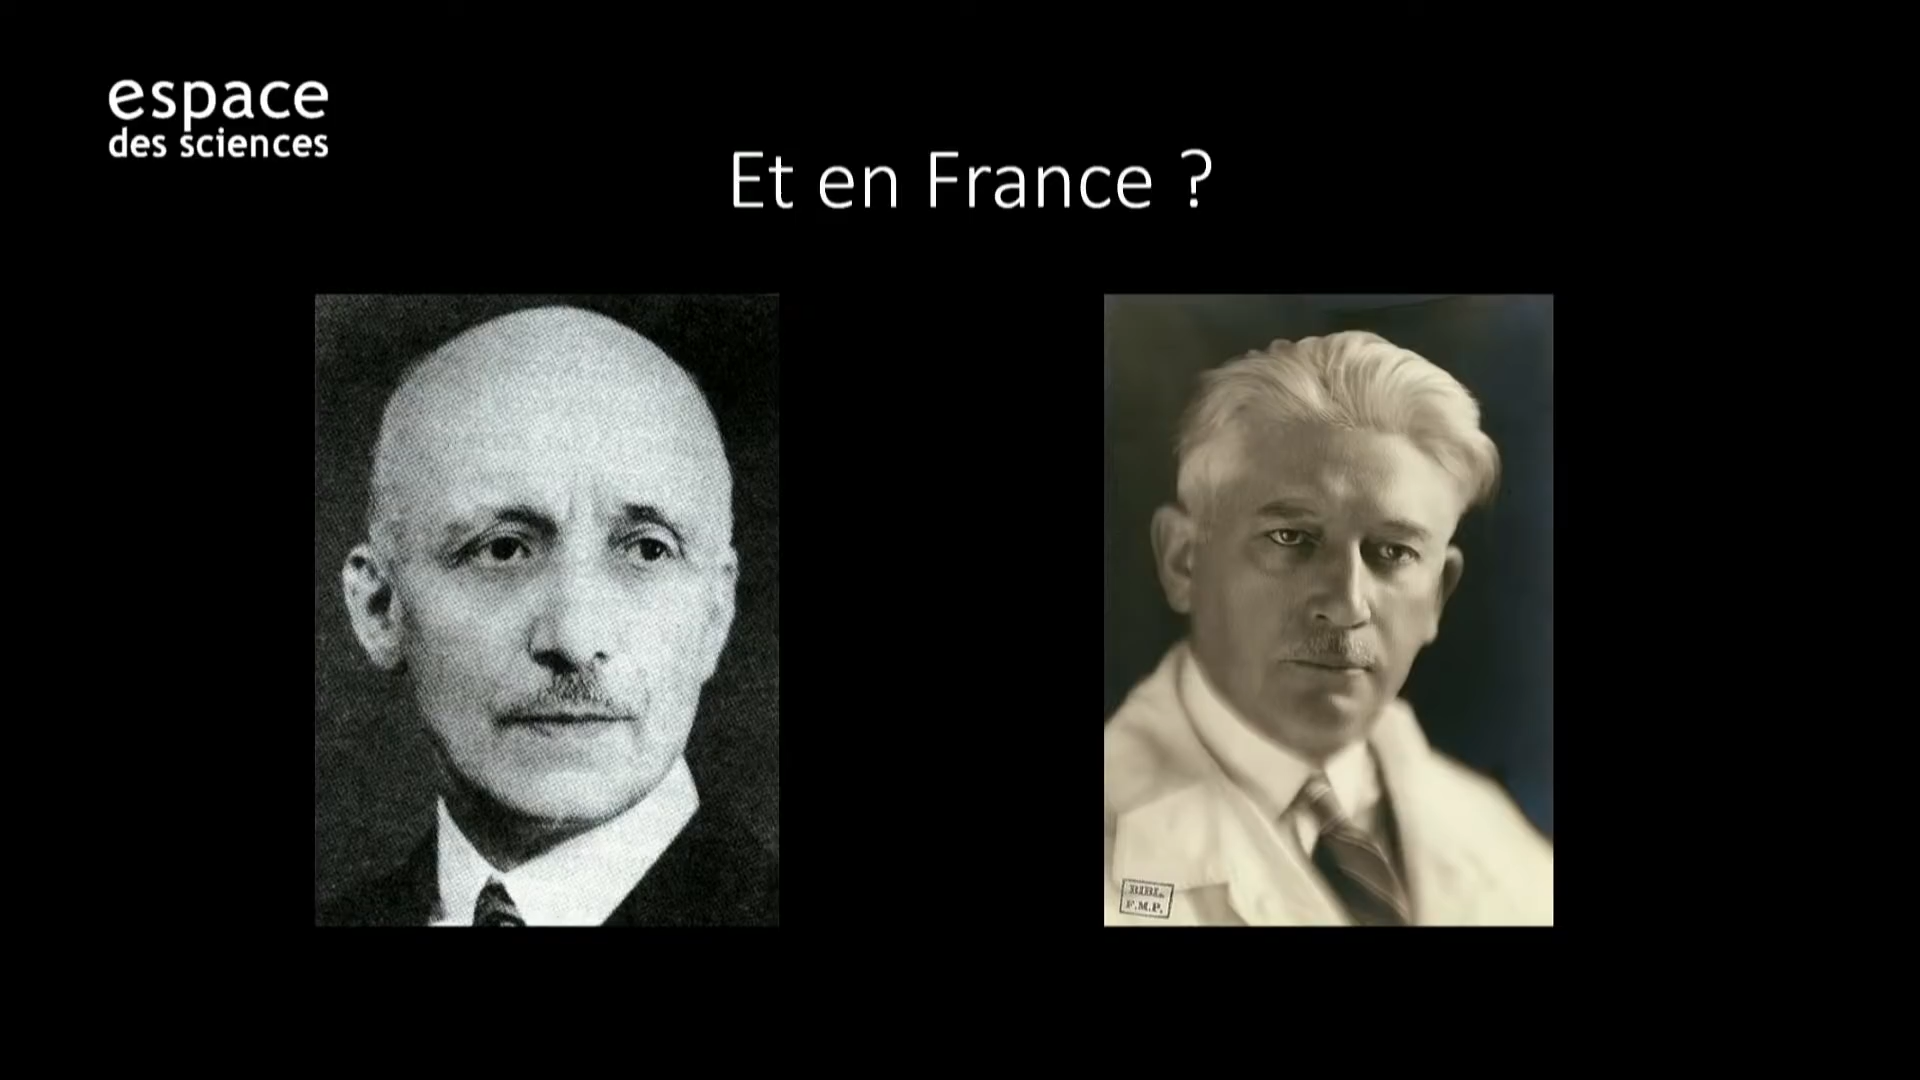 espace
des sciences
Et en France ?
BIBL.
F.M.P.